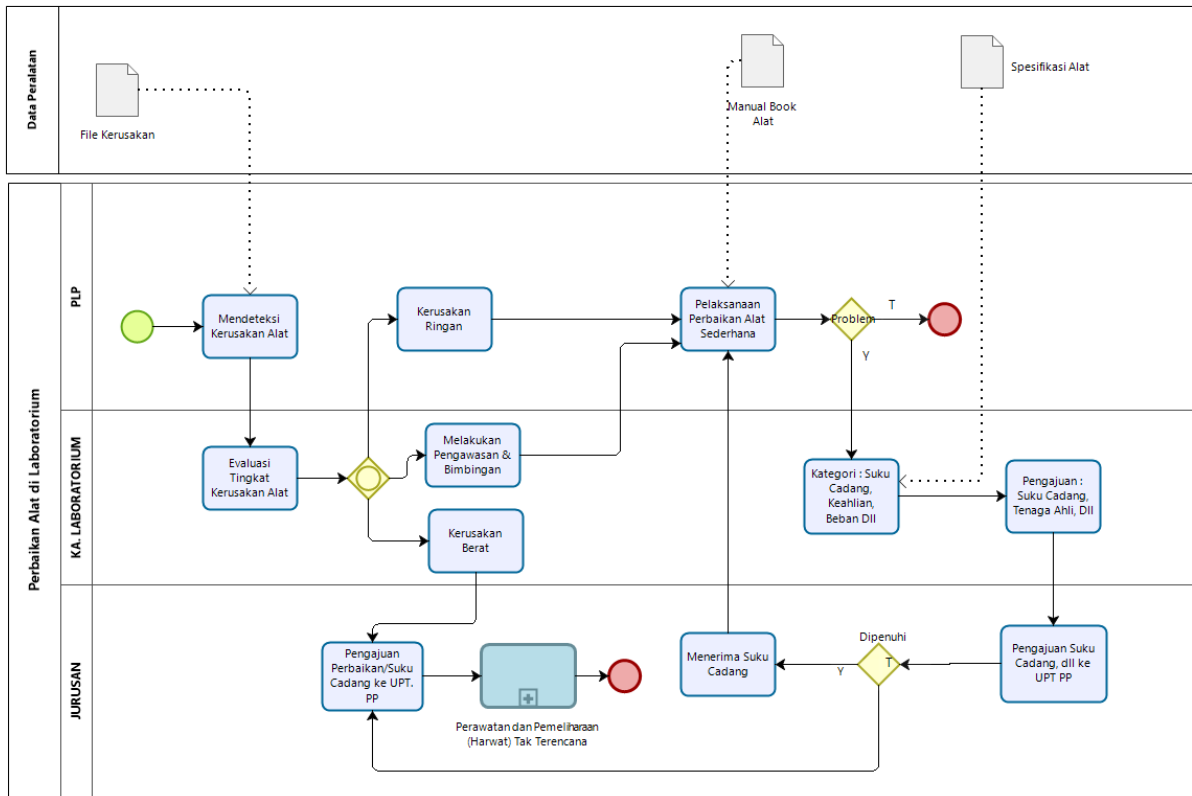 Data Peralatan
File Kerusakan
Manual Book
Alat
Spesifikasi Alat
Perbaikan Alat di Laboratorium
PLP
Mendeteksi
Kerusakan Alat
Kerusakan
Ringan
Pelaksanaan
Perbaikan Alat
Sederhana
Problem
T
Y
KA. LABORATORIUM
Evaluasi
Tingkat
Kerusakan Alat
Melakukan
Pengawasan &
Bimbingan
Kerusakan
Berat
Kategori : Suku
Cadang,
Keahlian,
Beban Dll
Pengajuan :
Suku Cadang,
Tenaga Ahli, Dll
JURUSAN
Pengajuan
Perbaikan/Suku
Cadang ke UPT.
PP
Perawatan dan Pemeliharaan
(Harwat) Tak Terencana
Menerima Suku
Cadang
Dipenuhi
Y
T
Pengajuan Suku
Cadang, dll ke
UPT PP